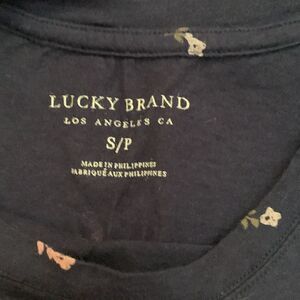 LUCKY BRAND
LOS ANGELES CA
S/P
MADE IN PHILIPPINES
FABRIQUÉ AUX PHILIPPINES